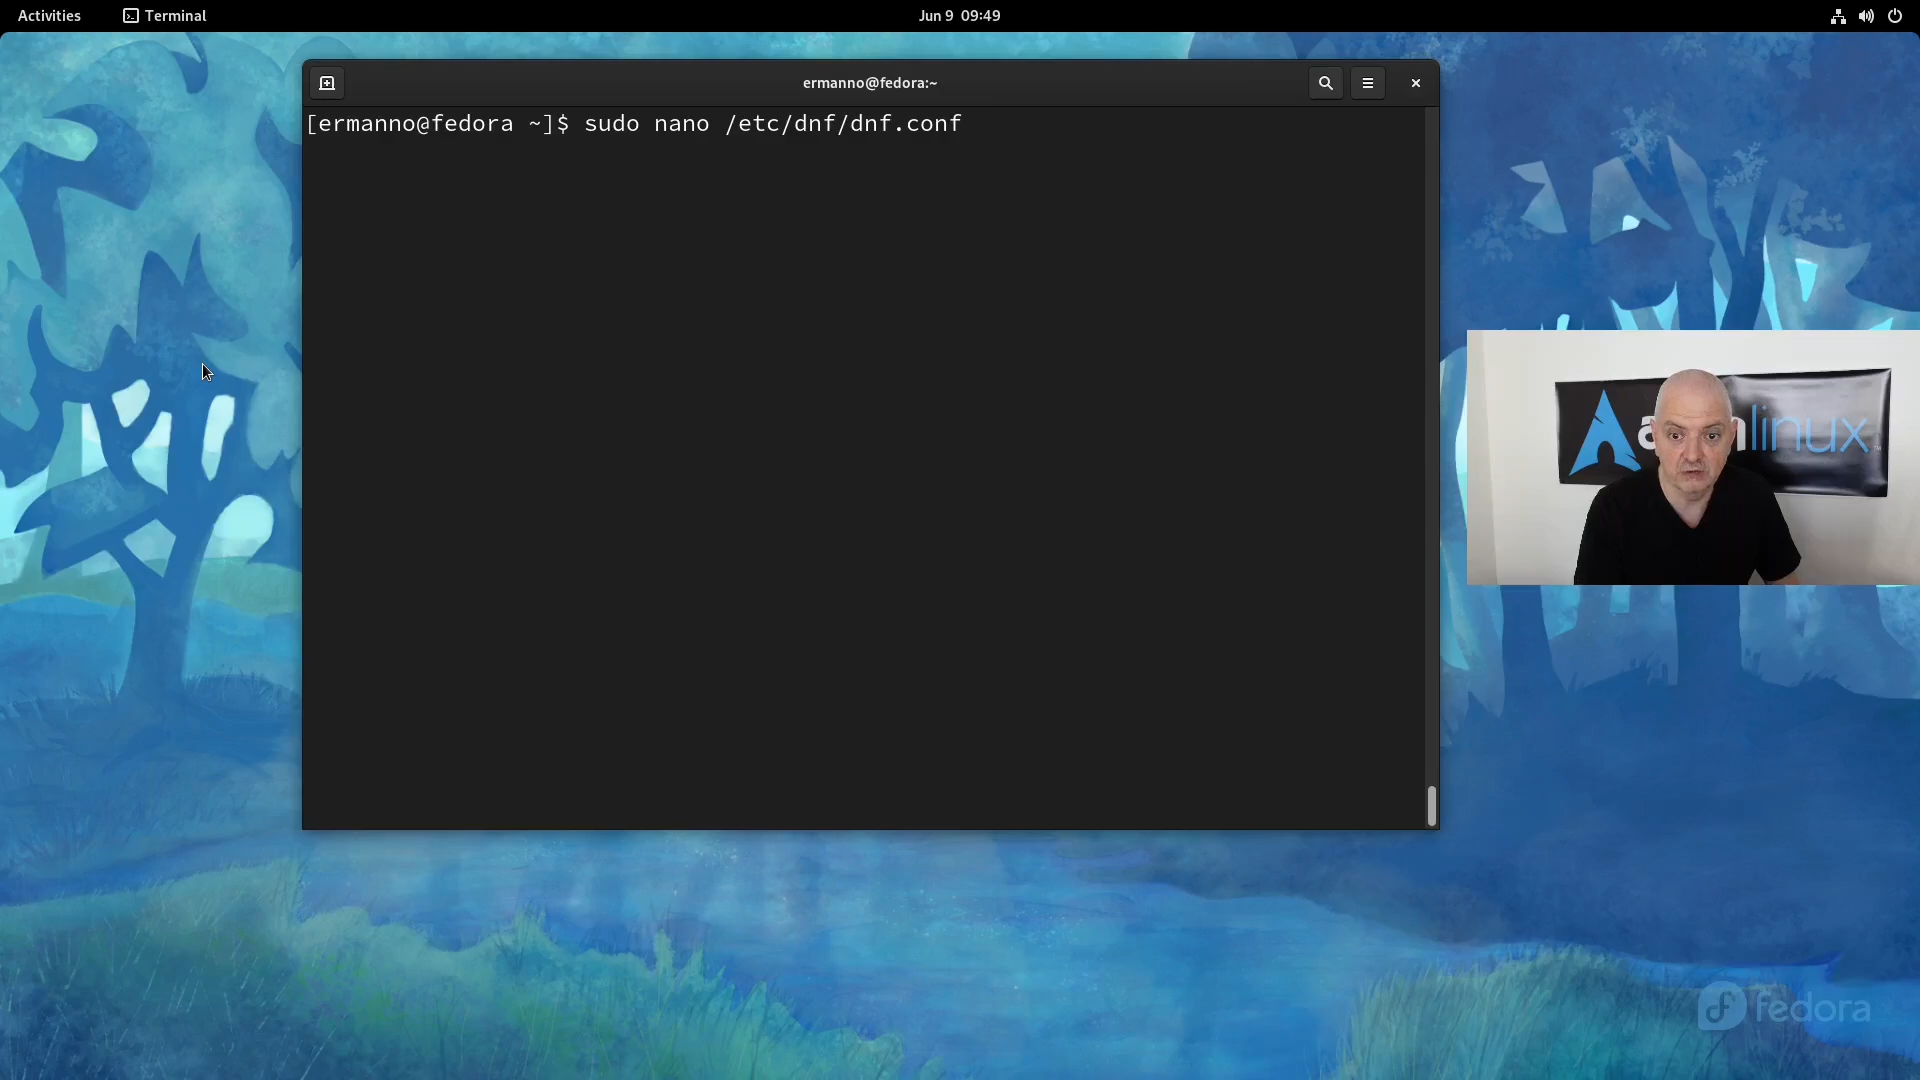 Activities Terminal Jun 9 09:49
ermanno@fedora:~
[ermanno@fedora ~]$ sudo nano /etc/dnf/dnf.conf
linux
fedora